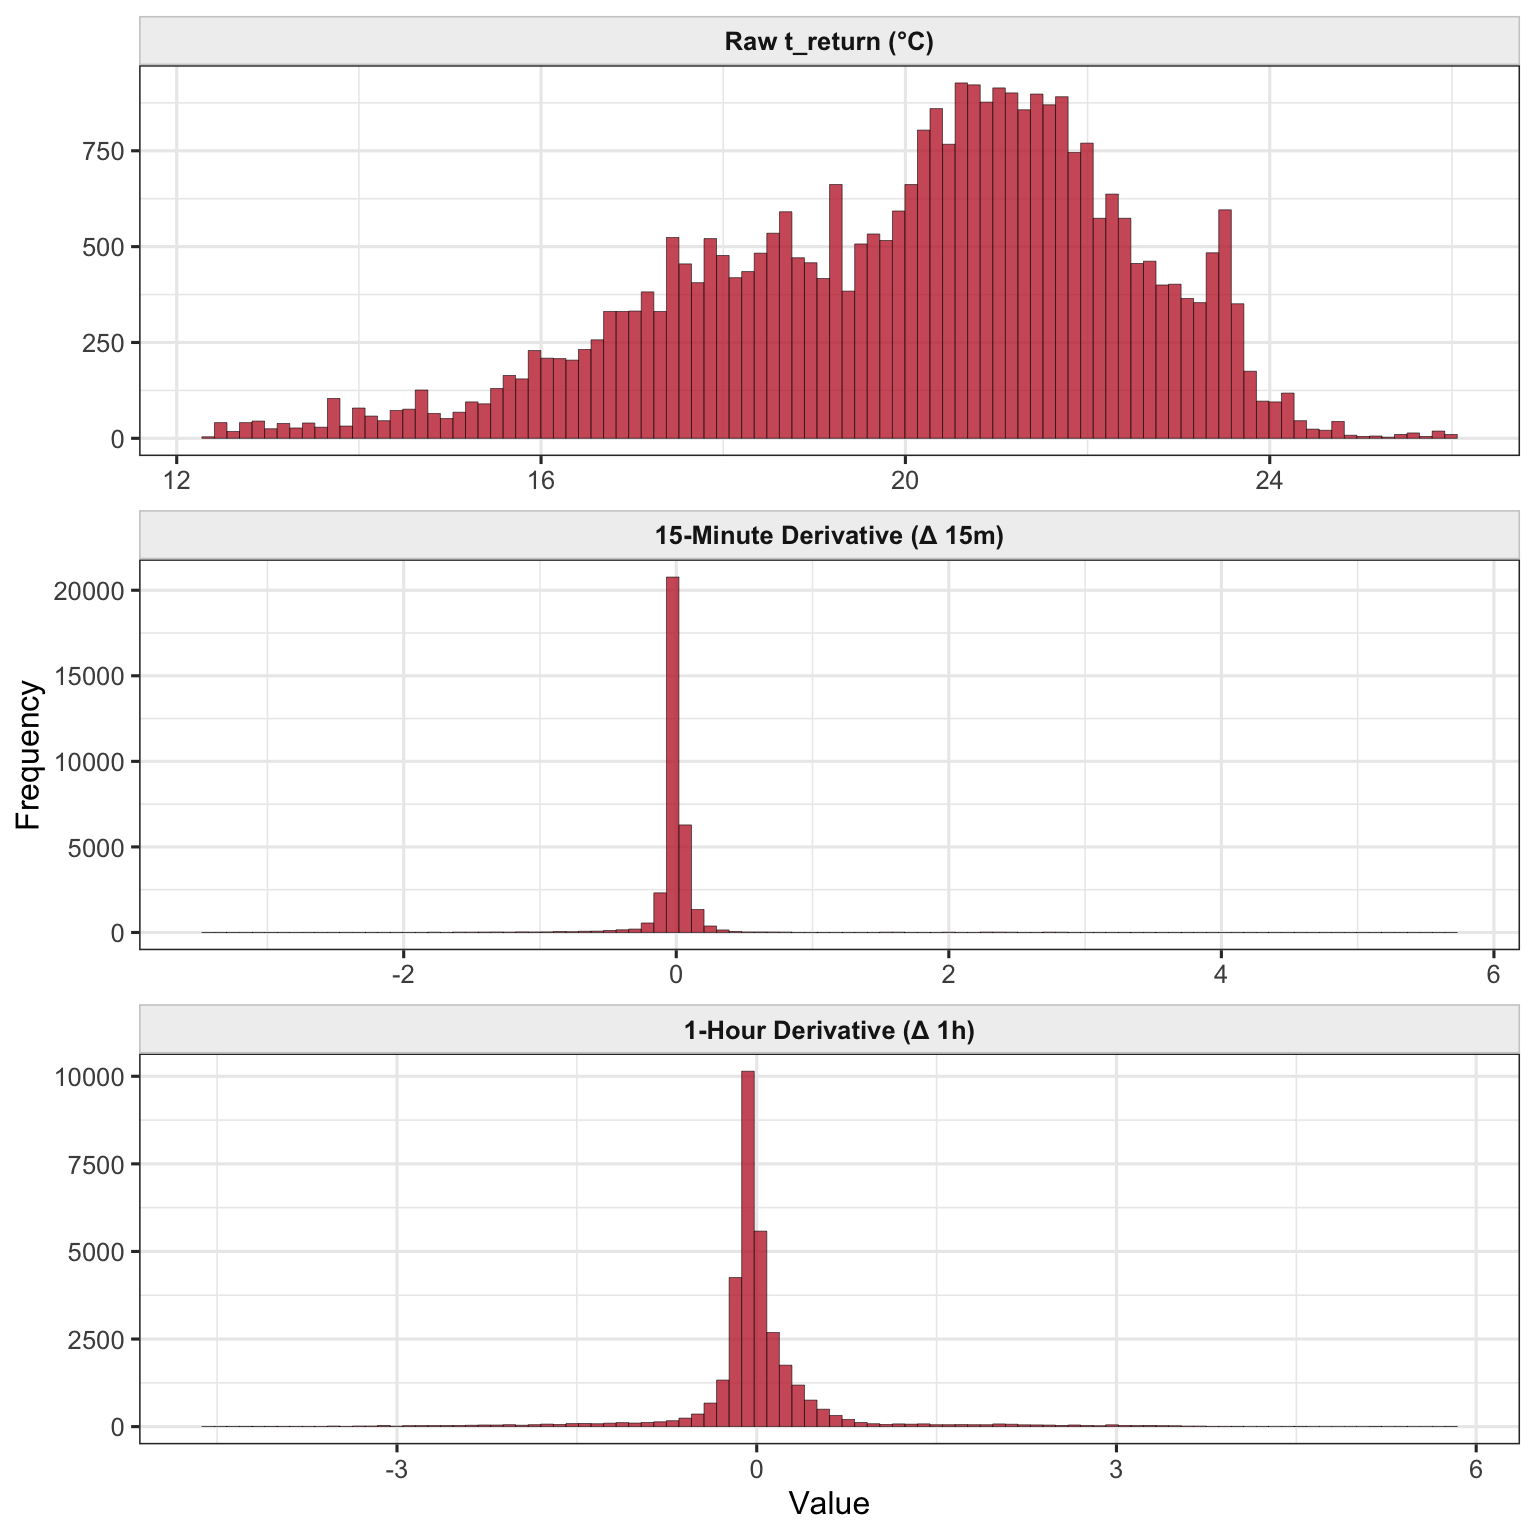 Raw t_return (°C)
750
500
250
0
12 16 20 24
15-Minute Derivative (Δ 15m)
20000
15000
10000
5000
0
-2 0 2 4 6
Frequency
1-Hour Derivative (Δ 1h)
10000
7500
5000
2500
0
-3 0 3 6
Value